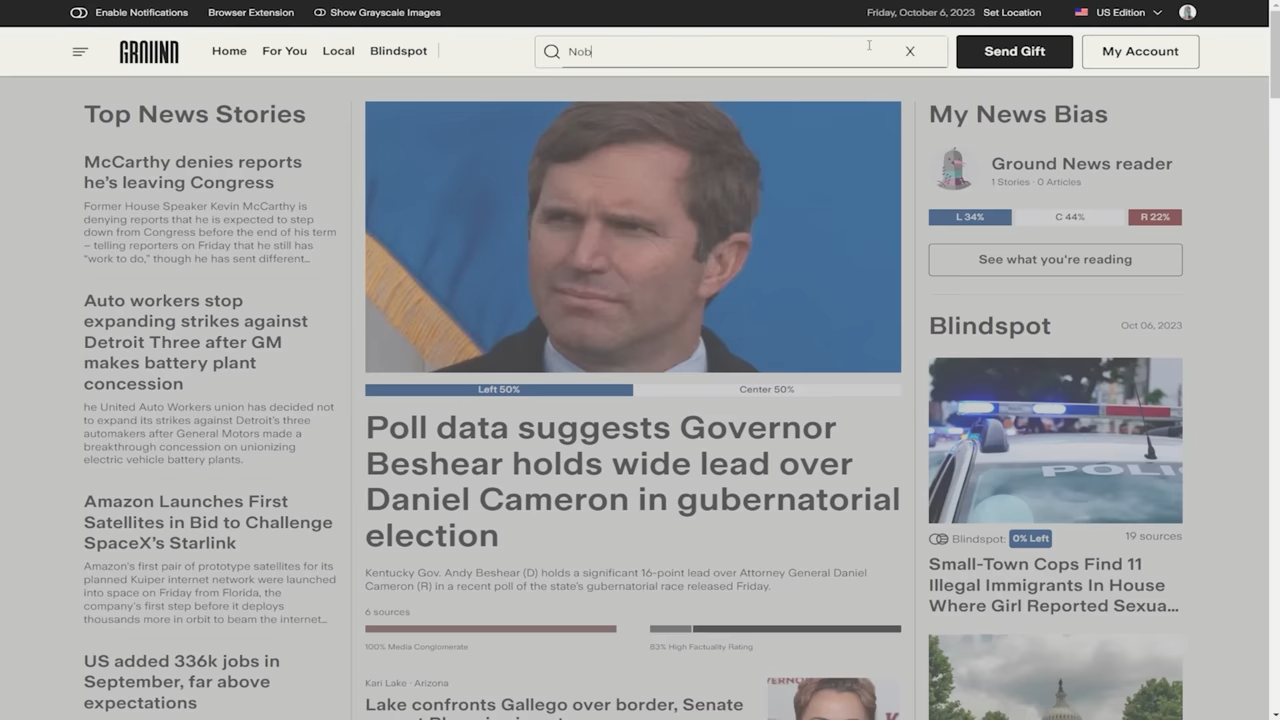 Enable Notifications Browser Extension Show Grayscale Images Friday, October 6, 2023 Set Location US Edition
GROUND Home For You Local Blindspot Nob X Send Gift My Account
Top News Stories
McCarthy denies reports
he's leaving Congress
Former House Speaker Kevin McCarthy is
denying reports that he is expected to step
down from Congress before the end of his term
– telling reporters on Friday that he still has
"work to do," though he has sent different...
Auto workers stop
expanding strikes against
Detroit Three after GM
makes battery plant
concession
he United Auto Workers union has decided not
to expand its strikes against Detroit's three
automakers after General Motors made a
breakthrough concession on unionizing
electric vehicle battery plants.
Amazon Launches First
Satellites in Bid to Challenge
SpaceX's Starlink
Amazon's first pair of prototype satellites for its
planned Kuiper internet network were launched
into space on Friday from Florida, the
company's first step before it deploys
thousands more in orbit to beam the internet...
US added 336k jobs in
September, far above
expectations
Left 50% Center 50%
Poll data suggests Governor
Beshear holds wide lead over
Daniel Cameron in gubernatorial
election
Kentucky Gov. Andy Beshear (D) holds a significant 16-point lead over Attorney General Daniel
Cameron (R) in a recent poll of the state's gubernatorial race released Friday.
6 sources
100% Media Conglomerate 83% High Factuality Rating
Kari Lake · Arizona
Lake confronts Gallego over border, Senate
My News Bias
Ground News reader
1 Stories · 0 Articles
L 34% C 44% R 22%
See what you're reading
Blindspot Oct 06, 2023
POLI
Blindspot: 0% Left 19 sources
Small-Town Cops Find 11
Illegal Immigrants In House
Where Girl Reported Sexua...